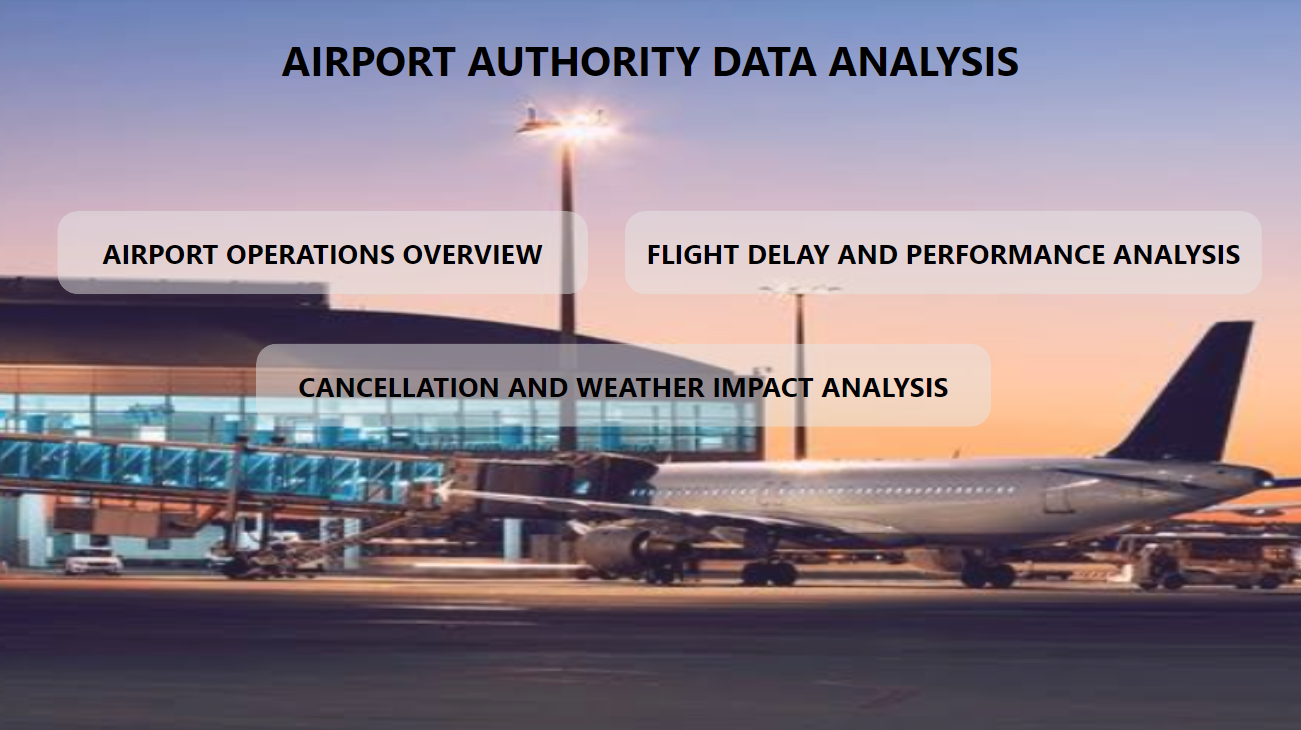 AIRPORT AUTHORITY DATA ANALYSIS
AIRPORT OPERATIONS OVERVIEW
FLIGHT DELAY AND PERFORMANCE ANALYSIS
CANCELLATION AND WEATHER IMPACT ANALYSIS